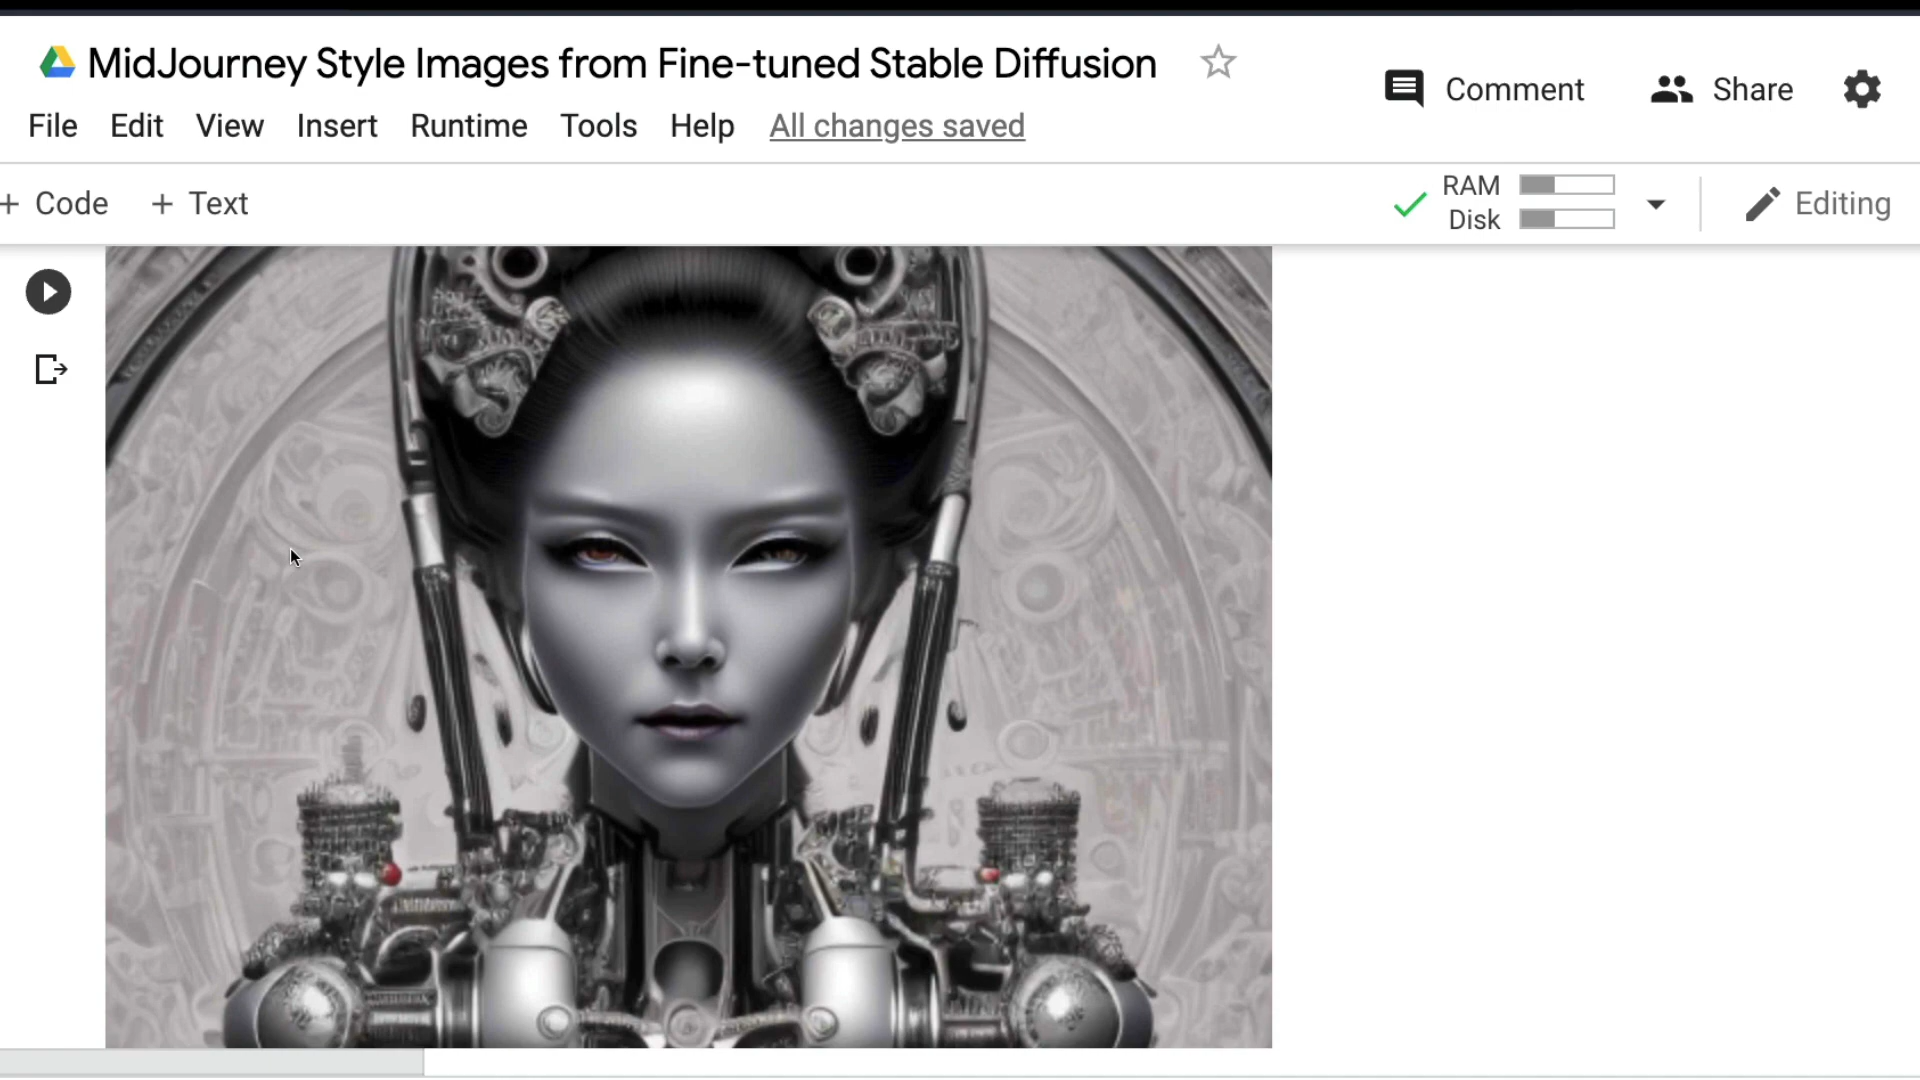 MidJourney Style Images from Fine-tuned Stable Diffusion
Comment
Share
File Edit View Insert Runtime Tools Help All changes saved
+ Code + Text
RAM
Disk
Editing